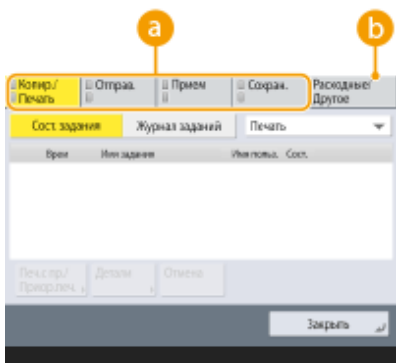 a
b
Копир./
Печать
Отправ.
Прием
Сохран.
Расходные/
Другое
Сост. задания
Журнал заданий
Печать
Врем
Имя задания
Имя польз.
Сост.
Печ.с пр./
Приор.печ.
Детали
Отмена
Закрыть